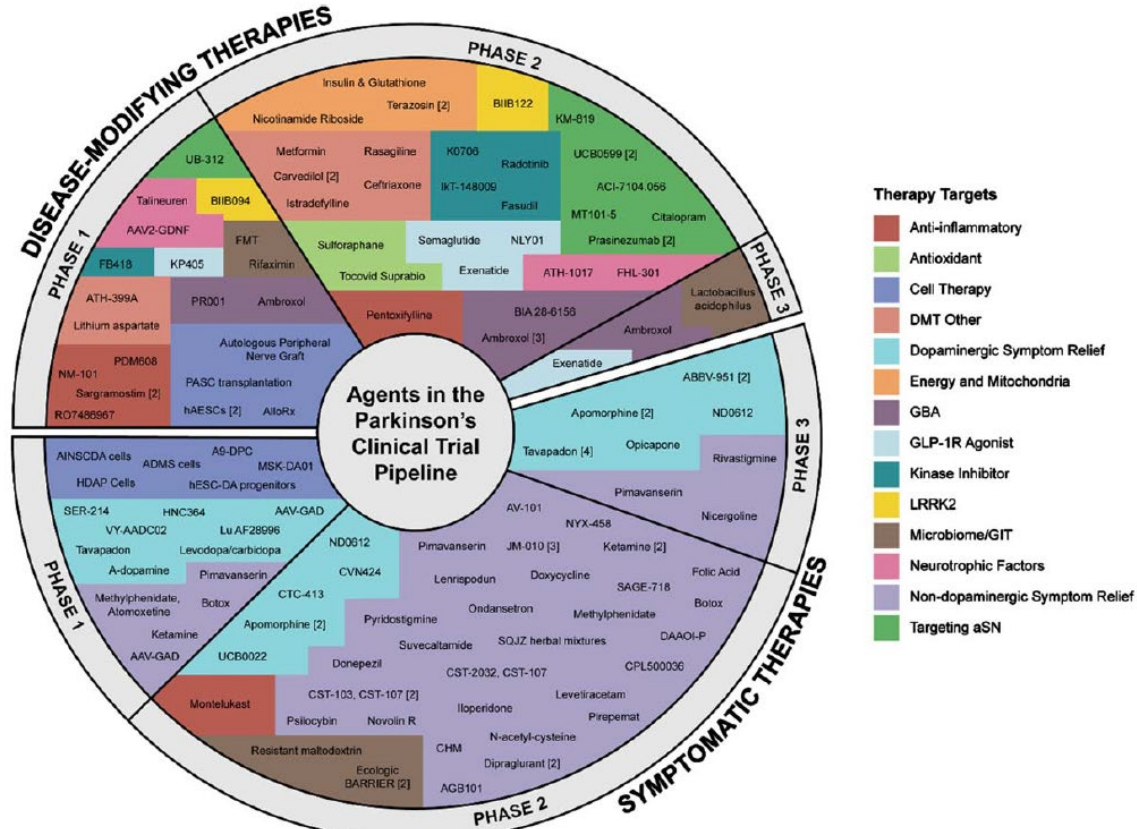 DISEASE-MODIFYING THERAPIES
PHASE 1
UB-312
Talineuren
BIIB094
AAV2-GDNF
FMT
Rifaximin
FB418
KP405
ATH-399A
Lithium aspartate
PR001
Ambroxol
PDM608
NM-101
Sargramostim [2]
RO7486967
Autologous Peripheral
Nerve Graft
PASC transplantation
hAESCs [2]
AlloRx
PHASE 2
Insulin & Glutathione
Terazosin [2]
Nicotinamide Riboside
BIIB122
KM-819
UCB0599 [2]
ACI-7104.056
MT101-5
Citalopram
Prasinezumab [2]
Metformin
Rasagiline
Carvedilol [2]
Ceftriaxone
Istradefylline
K0706
Radotinib
IkT-148009
Fasudil
Sulforaphane
Tocovid Suprabio
Semaglutide
NLY01
Exenatide
ATH-1017
FHL-301
Pentoxifylline
BIA 28-6156
Ambroxol [3]
PHASE 3
Lactobacillus
acidophilus
Ambroxol
Exenatide
Agents in the
Parkinson's
Clinical Trial
Pipeline
SYMPTOMATIC THERAPIES
PHASE 3
ABBV-951 [2]
Apomorphine [2]
ND0612
Tavapadon [4]
Opicapone
Rivastigmine
Pimavanserin
Nicergoline
PHASE 1
AINSCDA cells
A9-DPC
ADMS cells
MSK-DA01
HDAP Cells
hESC-DA progenitors
SER-214
HNC364
AAV-GAD
VY-AADC02
Lu AF28996
Tavapadon
Levodopa/carbidopa
A-dopamine
Pimavanserin
Methylphenidate,
Atomoxetine
Botox
Ketamine
AAV-GAD
PHASE 2
ND0612
CVN424
CTC-413
Apomorphine [2]
UCB0022
Montelukast
Resistant maltodextrin
Ecologic
BARRIER [2]
AV-101
NYX-458
Pimavanserin
JM-010 [3]
Ketamine [2]
Lenrispodun
Doxycycline
SAGE-718
Folic Acid
Ondansetron
Methylphenidate
Botox
Pyridostigmine
Suvecaltamide
SQJZ herbal mixtures
DAAOI-P
Donepezil
CST-2032, CST-107
CPL500036
CST-103, CST-107 [2]
Iloperidone
Levetiracetam
Psilocybin
Novolin R
Pirepemat
N-acetyl-cysteine
CHM
Dipraglurant [2]
AGB101
Therapy Targets
Anti-inflammatory
Antioxidant
Cell Therapy
DMT Other
Dopaminergic Symptom Relief
Energy and Mitochondria
GBA
GLP-1R Agonist
Kinase Inhibitor
LRRK2
Microbiome/GIT
Neurotrophic Factors
Non-dopaminergic Symptom Relief
Targeting aSN